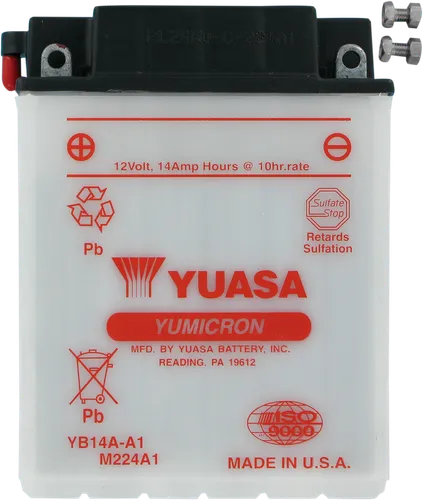 12Volt, 14Amp Hours @ 10hr.rate
Sulfate
Stop
Pb
Retards
Sulfation
YUASA
YUMICRON
MFD. BY YUASA BATTERY, INC.
READING, PA 19612
Pb
ISO
9000
YB14A-A1
M224A1
MADE IN U.S.A.